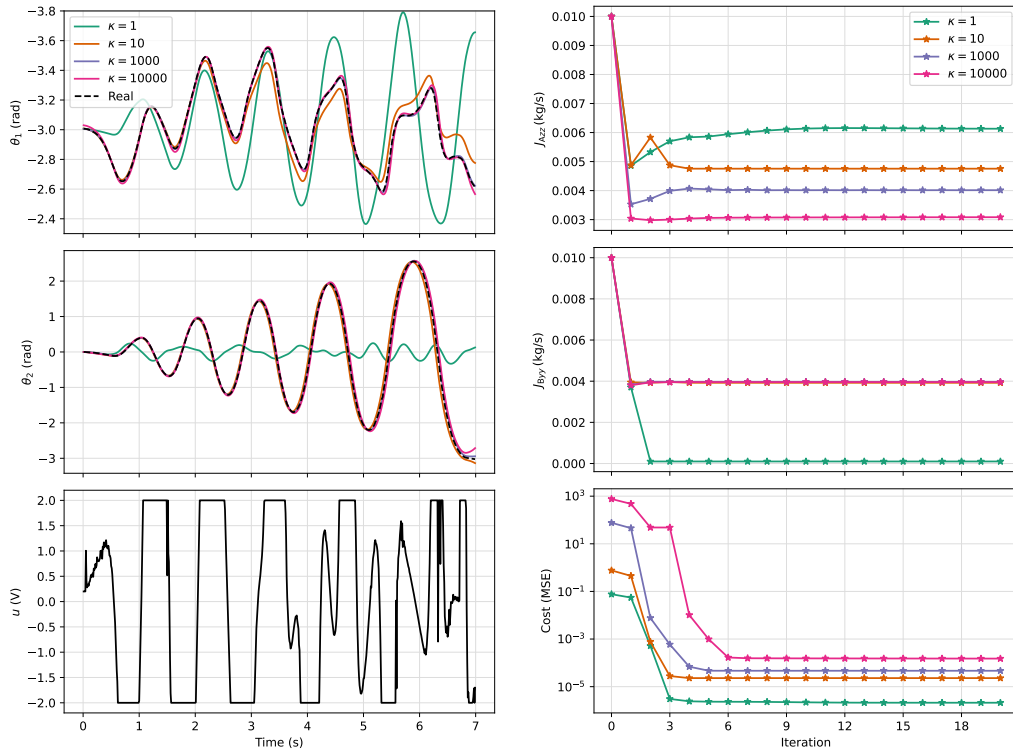 −3.8
−3.6
−3.4
−3.2
−3.0
−2.8
−2.6
−2.4
θ₁ (rad)
κ = 1
κ = 10
κ = 1000
κ = 10000
Real
2
1
0
−1
−2
−3
θ₂ (rad)
2.0
1.5
1.0
0.5
0.0
−0.5
−1.0
−1.5
−2.0
u (V)
0 1 2 3 4 5 6 7
Time (s)
0.010
0.010
0.008
0.007
0.006
0.005
0.004
0.003
J_Azz (kg/s)
κ = 1
κ = 10
κ = 1000
κ = 10000
0.010
0.008
0.006
0.004
0.002
0.000
J_Byy (kg/s)
10³
10¹
10⁻¹
10⁻³
10⁻⁵
Cost (MSE)
0 3 6 9 12 15 18
Iteration